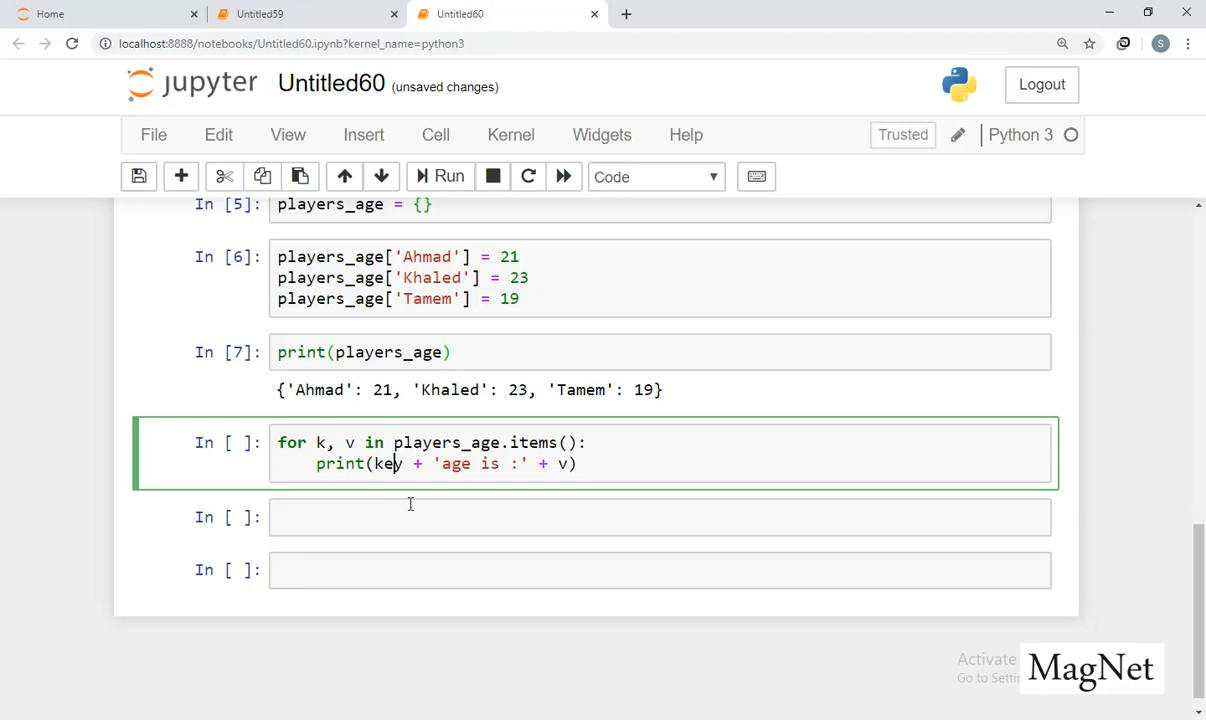 Home
Untitled59
Untitled60
localhost:8888/notebooks/Untitled60.ipynb?kernel_name=python3
S
jupyter Untitled60 (unsaved changes)
Logout
File Edit View Insert Cell Kernel Widgets Help
Trusted Python 3
Run
Code
In [5]: players_age = {}
In [6]: players_age['Ahmad'] = 21
players_age['Khaled'] = 23
players_age['Tamem'] = 19
In [7]: print(players_age)
{'Ahmad': 21, 'Khaled': 23, 'Tamem': 19}
In [ ]: for k, v in players_age.items():
print(key + 'age is :' + v)
In [ ]:
In [ ]:
Activate
Go to Setti
MagNet